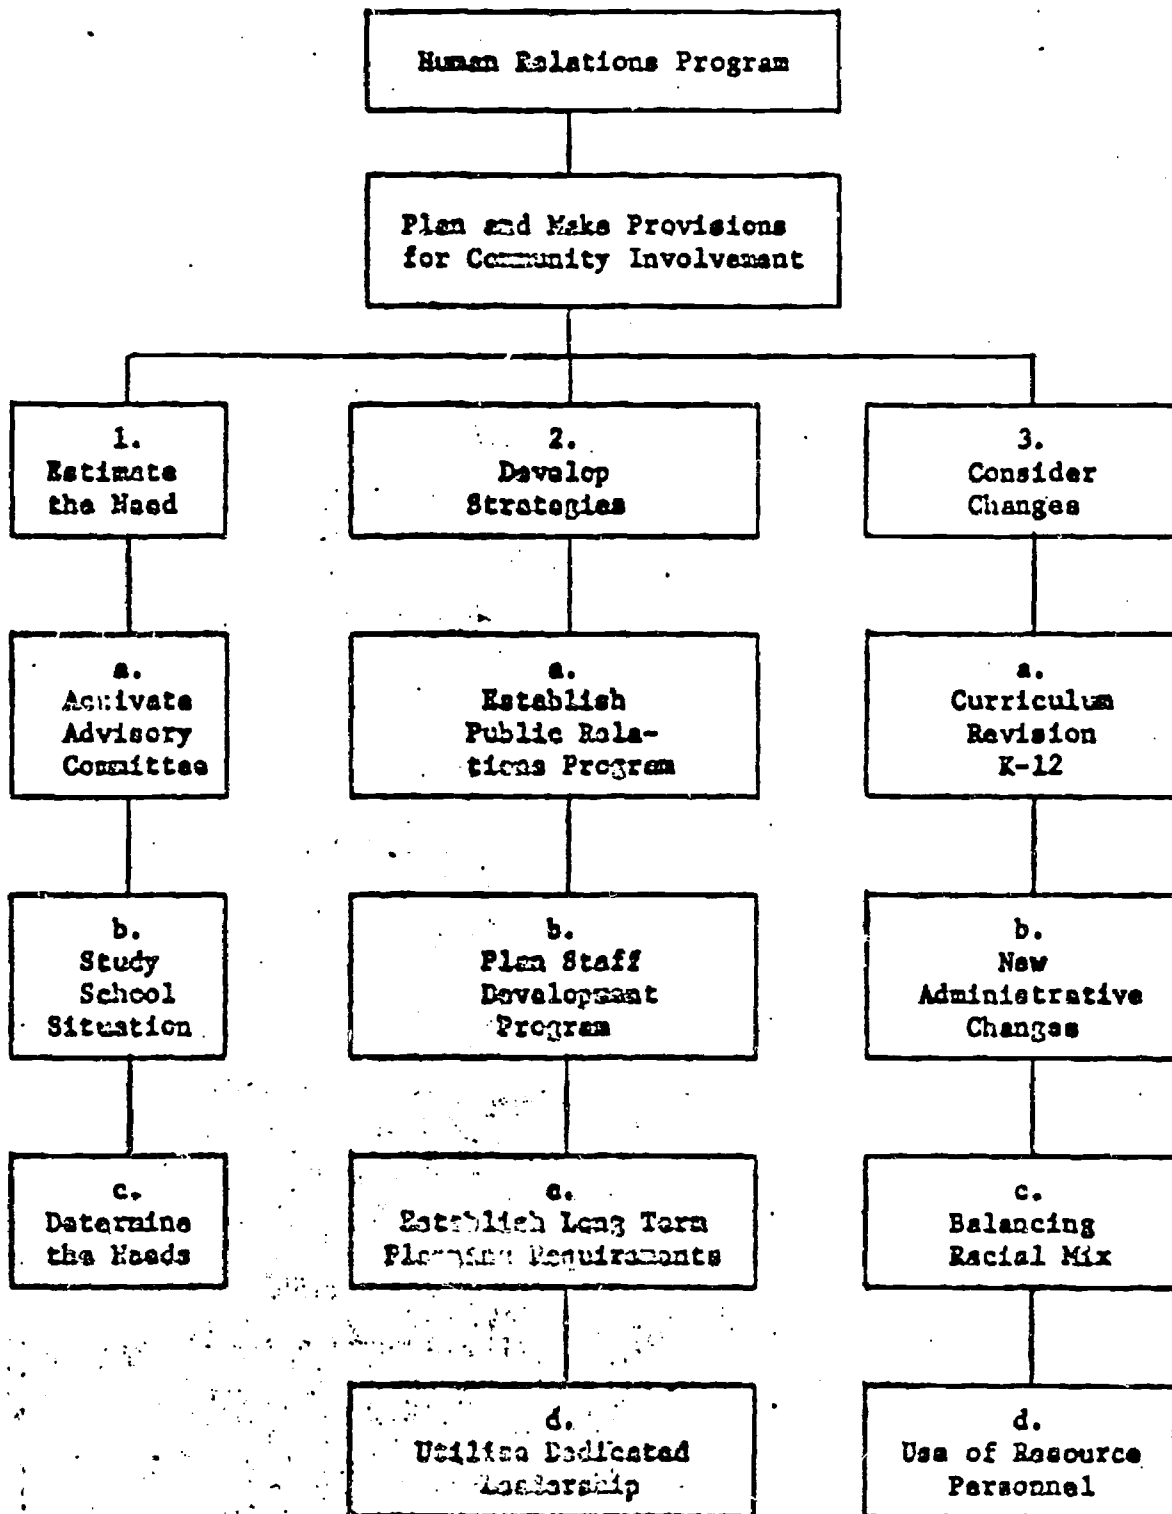 Human Relations Program
Plan and Make Provisions
for Community Involvement
1.
Estimate
the Need
2.
Develop
Strategies
3.
Consider
Changes
a.
Activate
Advisory
Committee
a.
Establish
Public Rela-
tions Program
a.
Curriculum
Revision
K-12
b.
Study
School
Situation
b.
Plan Staff
Development
Program
b.
New
Administrative
Changes
c.
Determine
the Needs
c.
Establish Long Term
Planning Requirements
c.
Balancing
Racial Mix
d.
Utilize Dedicated
Leadership
d.
Use of Resource
Personnel